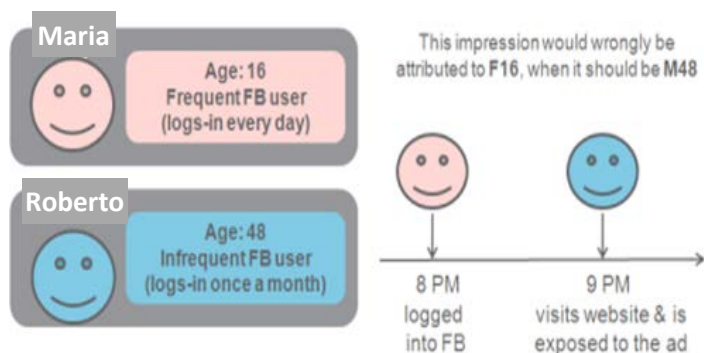 Maria
Age: 16
Frequent FB user
(logs-in every day)
Roberto
Age: 48
Infrequent FB user
(logs-in once a month)
This impression would wrongly be
attributed to F16, when it should be M48
8 PM
logged
into FB
9 PM
visits website & is
exposed to the ad